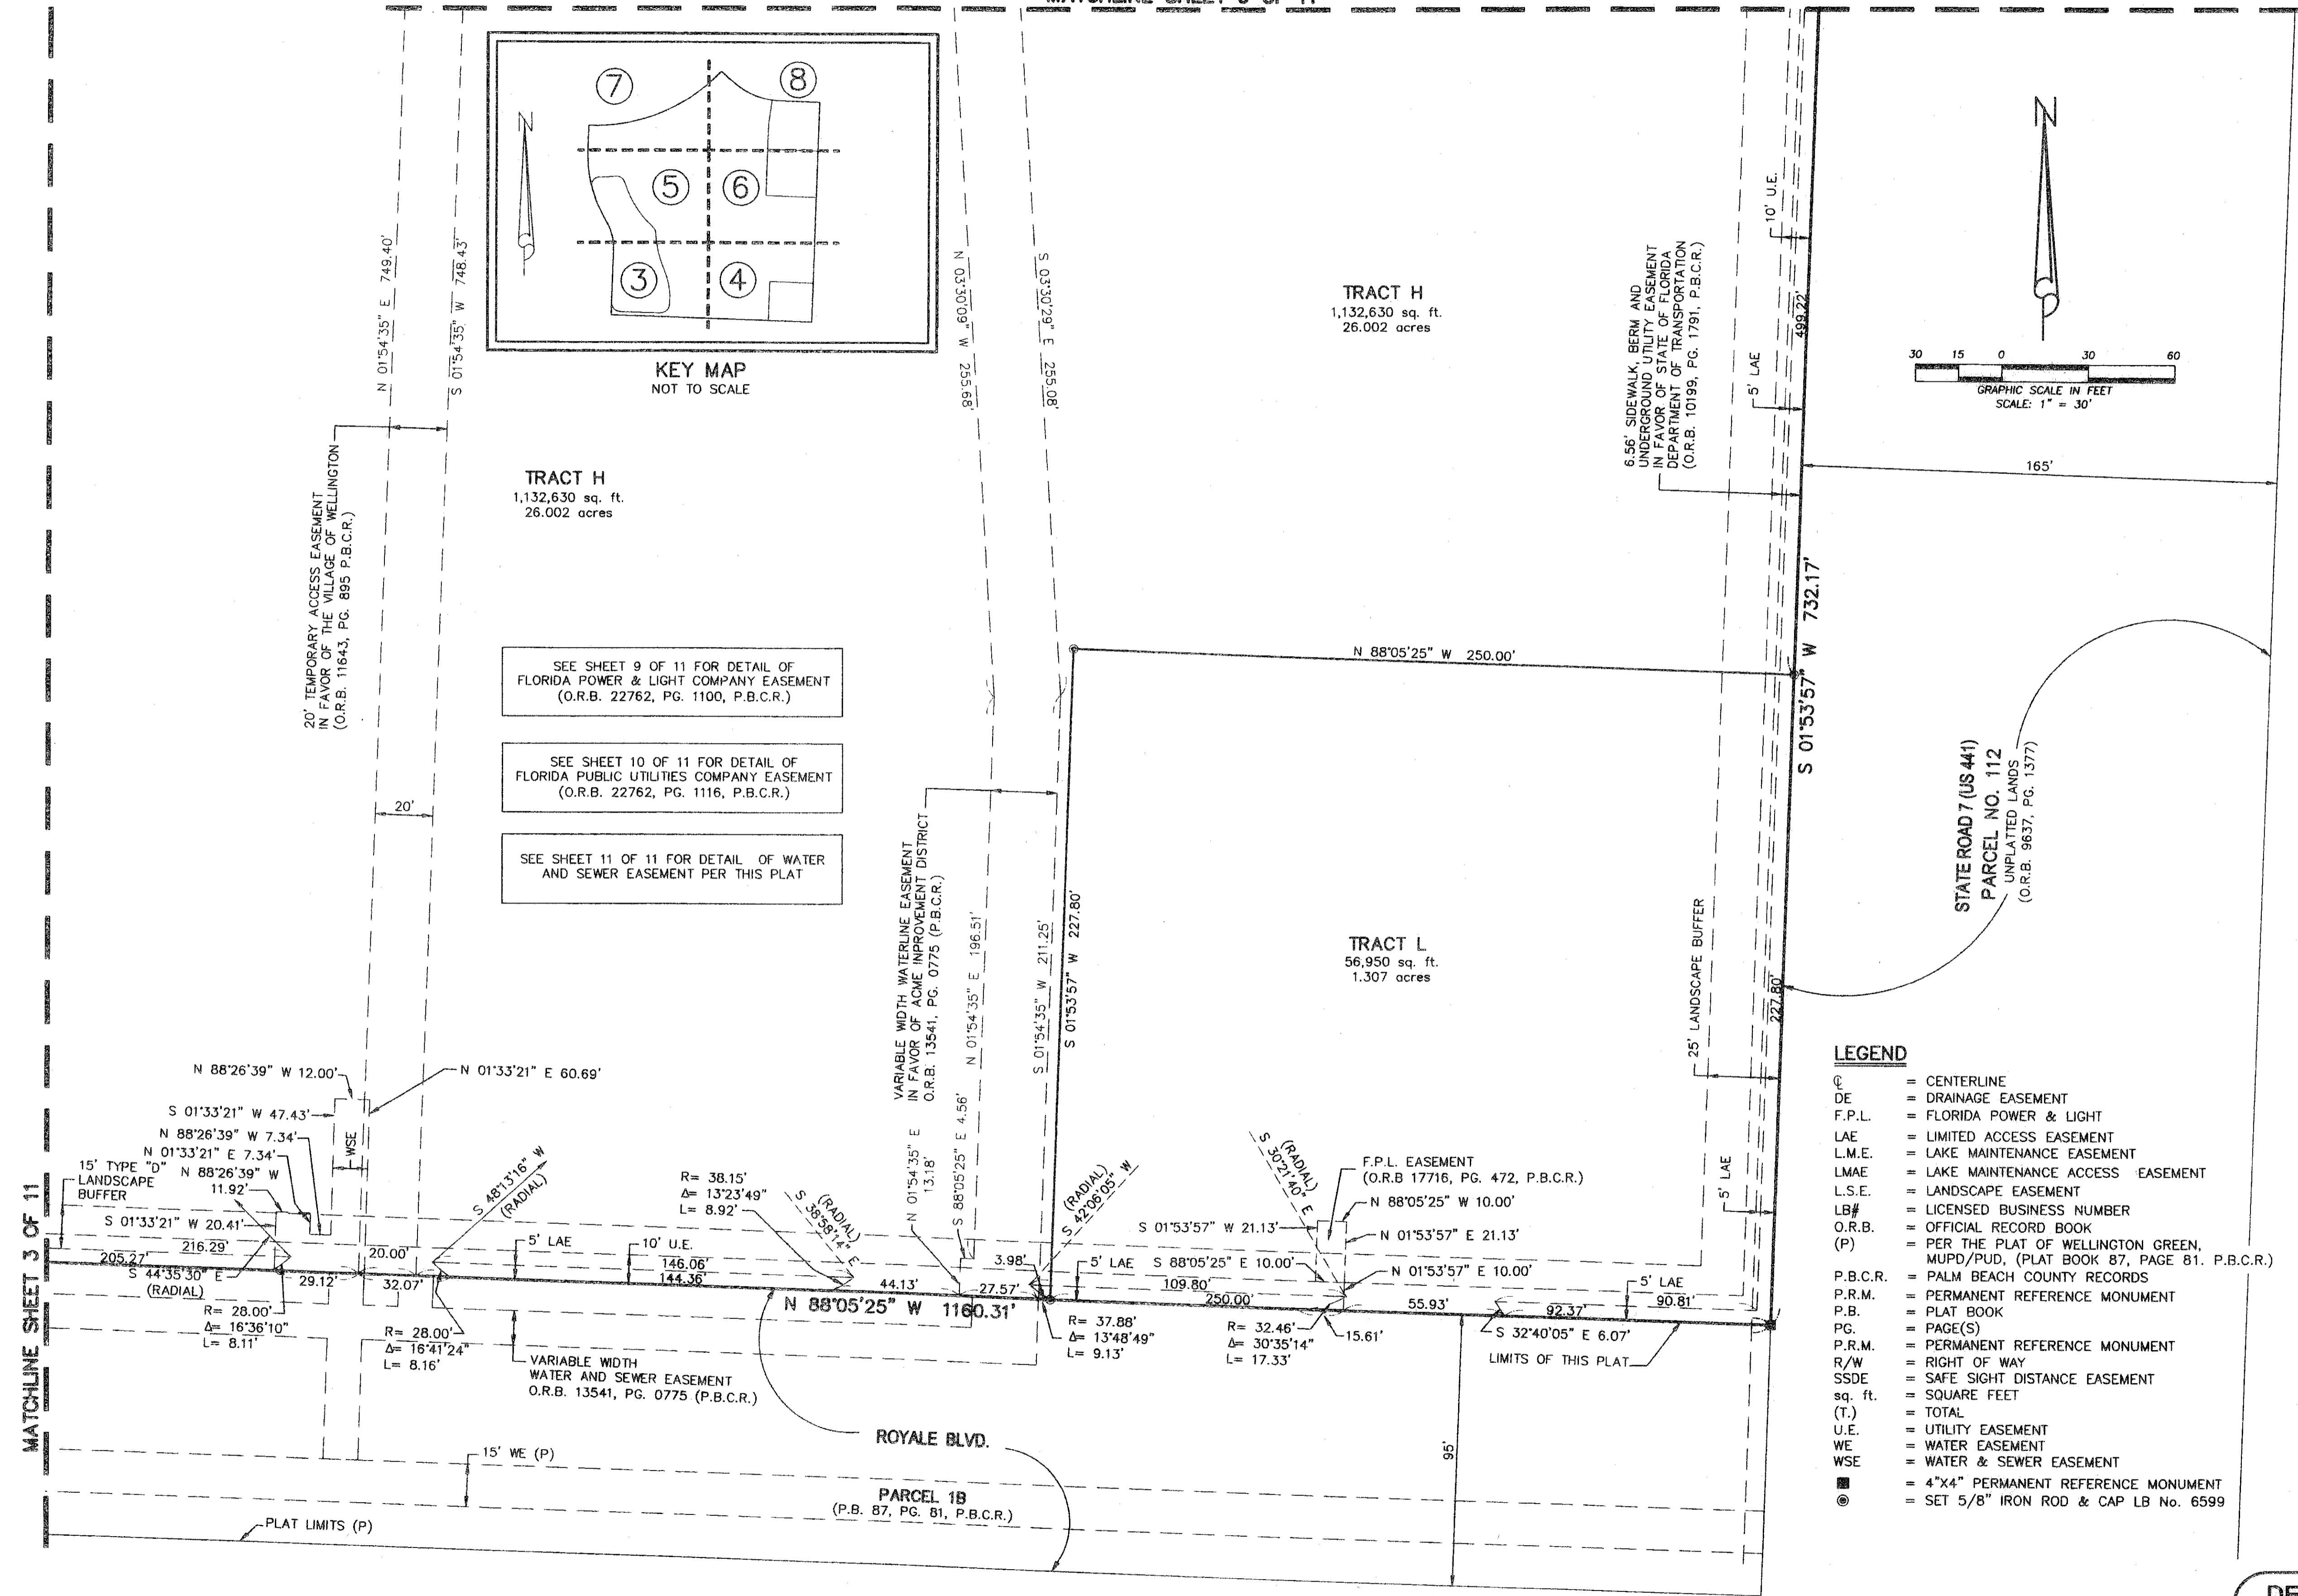 7
8
N
5
6
3
4
KEY MAP
NOT TO SCALE
N 01°54'35" E 749.40'
S 01°54'35" W 748.43'
N 03°30'09" W 255.68'
S 03°30'29" E 255.08'
TRACT H
1,132,630 sq. ft.
26.002 acres
TRACT H
1,132,630 sq. ft.
26.002 acres
20' TEMPORARY ACCESS EASEMENT
IN FAVOR OF THE VILLAGE OF WELLINGTON
(O.R.B. 11643, PG. 895 P.B.C.R.)
6.56' SIDEWALK, BERM AND
UNDERGROUND UTILITY EASEMENT
IN FAVOR OF STATE OF FLORIDA
DEPARTMENT OF TRANSPORTATION
(O.R.B. 10199, PG. 1791, P.B.C.R.)
10' U.E.
5' LAE
499.22'
N
30 15 0 30 60
GRAPHIC SCALE IN FEET
SCALE: 1" = 30'
165'
S 01°53'57" W 732.17'
N 88°05'25" W 250.00'
SEE SHEET 9 OF 11 FOR DETAIL OF
FLORIDA POWER & LIGHT COMPANY EASEMENT
(O.R.B. 22762, PG. 1100, P.B.C.R.)
SEE SHEET 10 OF 11 FOR DETAIL OF
FLORIDA PUBLIC UTILITIES COMPANY EASEMENT
(O.R.B. 22762, PG. 1116, P.B.C.R.)
SEE SHEET 11 OF 11 FOR DETAIL OF WATER
AND SEWER EASEMENT PER THIS PLAT
20'
VARIABLE WIDTH WATERLINE EASEMENT
IN FAVOR OF ACME INPROVEMENT DISTRICT
O.R.B. 13541, PG. 0775 (P.B.C.R.)
N 01°54'35" E 196.51'
S 01°54'35" W 211.25'
S 01°53'57" W 227.80'
TRACT L
56,950 sq. ft.
1.307 acres
25' LANDSCAPE BUFFER
227.80'
5' LAE
STATE ROAD 7 (US 441)
PARCEL NO. 112
UNPLATTED LANDS
(O.R.B. 9637, PG. 1377)
N 88°26'39" W 12.00'
N 01°33'21" E 60.69'
S 01°33'21" W 47.43'
N 88°26'39" W 7.34'
N 01°33'21" E 7.34'
15' TYPE "D"
LANDSCAPE
BUFFER
N 88°26'39" W
11.92'
WSE
S 01°33'21" W 20.41'
216.29'
205.27'
S 44°35'30" E
(RADIAL)
29.12'
20.00'
32.07'
R= 28.00'
Δ= 16°36'10"
L= 8.11'
R= 28.00'
Δ= 16°41'24"
L= 8.16'
S 48°13'16" W
(RADIAL)
5' LAE
10' U.E.
146.06'
144.36'
R= 38.15'
Δ= 13°23'49"
L= 8.92'
(RADIAL)
S 38°56'14" E
N 01°54'35" E
13.18'
S 88°05'25" E 4.56'
3.98'
44.13'
27.57'
N 88°05'25" W 1160.31'
(RADIAL)
S 42°06'05" W
5' LAE
S 88°05'25" E 10.00'
109.80'
250.00'
R= 37.88'
Δ= 13°48'49"
L= 9.13'
(RADIAL)
S 30°21'40" E
F.P.L. EASEMENT
(O.R.B 17716, PG. 472, P.B.C.R.)
N 88°05'25" W 10.00'
S 01°53'57" W 21.13'
N 01°53'57" E 21.13'
N 01°53'57" E 10.00'
R= 32.46'
Δ= 30°35'14"
L= 17.33'
15.61'
55.93'
92.37'
90.81'
5' LAE
S 32°40'05" E 6.07'
LIMITS OF THIS PLAT
VARIABLE WIDTH
WATER AND SEWER EASEMENT
O.R.B. 13541, PG. 0775 (P.B.C.R.)
ROYALE BLVD.
95'
15' WE (P)
PARCEL 1B
(P.B. 87, PG. 81, P.B.C.R.)
PLAT LIMITS (P)
MATCHLINE SHEET 3 OF 11
LEGEND
℄ = CENTERLINE
DE = DRAINAGE EASEMENT
F.P.L. = FLORIDA POWER & LIGHT
LAE = LIMITED ACCESS EASEMENT
L.M.E. = LAKE MAINTENANCE EASEMENT
LMAE = LAKE MAINTENANCE ACCESS EASEMENT
L.S.E. = LANDSCAPE EASEMENT
LB# = LICENSED BUSINESS NUMBER
O.R.B. = OFFICIAL RECORD BOOK
(P) = PER THE PLAT OF WELLINGTON GREEN,
MUPD/PUD, (PLAT BOOK 87, PAGE 81. P.B.C.R.)
P.B.C.R. = PALM BEACH COUNTY RECORDS
P.R.M. = PERMANENT REFERENCE MONUMENT
P.B. = PLAT BOOK
PG. = PAGE(S)
P.R.M. = PERMANENT REFERENCE MONUMENT
R/W = RIGHT OF WAY
SSDE = SAFE SIGHT DISTANCE EASEMENT
sq. ft. = SQUARE FEET
(T.) = TOTAL
U.E. = UTILITY EASEMENT
WE = WATER EASEMENT
WSE = WATER & SEWER EASEMENT
= 4"X4" PERMANENT REFERENCE MONUMENT
= SET 5/8" IRON ROD & CAP LB No. 6599